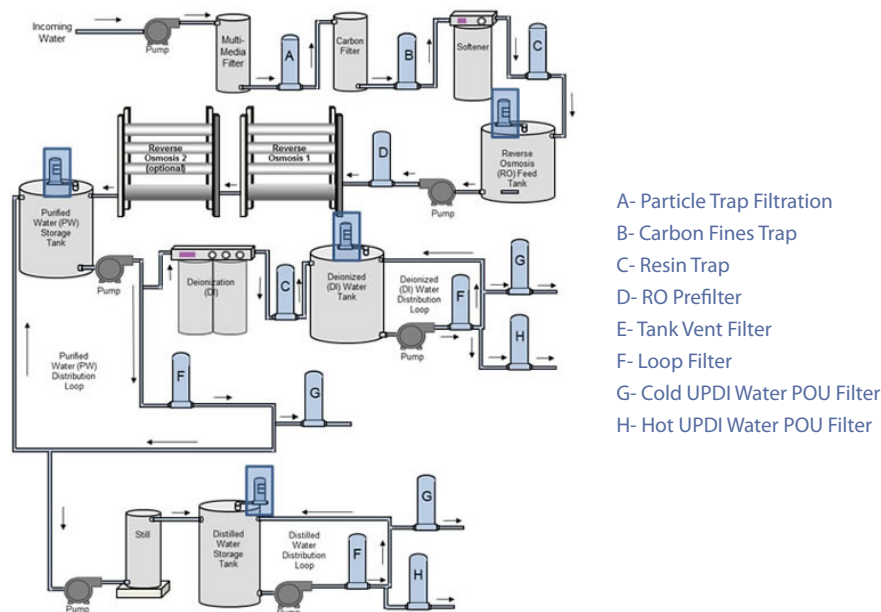 Incoming
Water
Pump
Multi-
Media
Filter
A
Carbon
Filter
B
Softener
C
E
Reverse
Osmosis (RO) Feed
Tank
Pump
D
Reverse
Osmosis 1
Reverse
Osmosis 2
(optional)
E
Purified
Water (PW)
Storage
Tank
Pump
Deionization
(DI)
C
E
Deionized
(DI) Water
Tank
Deionized
(DI) Water
Distribution
Loop
Pump
F
G
H
Purified
Water (PW)
Distribution
Loop
F
G
Pump
Still
E
Distilled
Water
Storage
Tank
Distilled
Water
Distribution
Loop
Pump
F
G
H
A- Particle Trap Filtration
B- Carbon Fines Trap
C- Resin Trap
D- RO Prefilter
E- Tank Vent Filter
F- Loop Filter
G- Cold UPDI Water POU Filter
H- Hot UPDI Water POU Filter